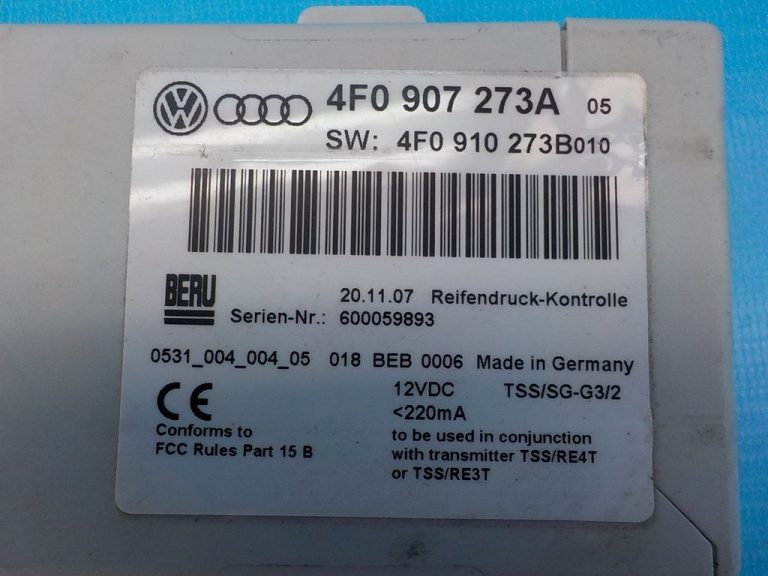 4F0 907 273A 05
SW: 4F0 910 273B010
BERU
20.11.07 Reifendruck-Kontrolle
Serien-Nr.: 600059893
0531_004_004_05 018 BEB 0006 Made in Germany
CE 12VDC TSS/SG-G3/2
<220mA
Conforms to
FCC Rules Part 15 B
to be used in conjunction
with transmitter TSS/RE4T
or TSS/RE3T